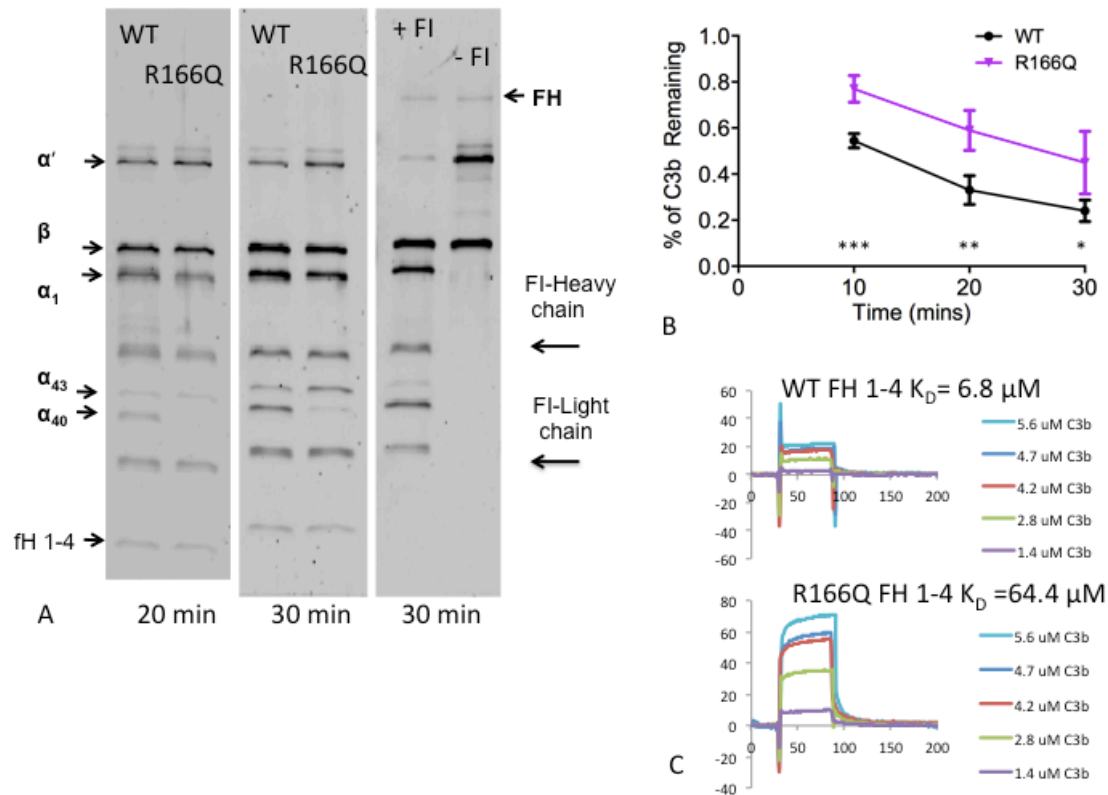 WT
R166Q
WT
R166Q
+ FI
- FI
FH
α′
β
α1
α43
α40
fH 1-4
FI-Heavy
chain
FI-Light
chain
A
20 min
30 min
30 min
% of C3b Remaining
1.0
0.8
0.6
0.4
0.2
0.0
0
10
20
30
Time (mins)
WT
R166Q
***
**
*
B
WT FH 1-4 KD= 6.8 µM
60
40
20
0
-20
-40
-60
0
50
100
150
200
5.6 uM C3b
4.7 uM C3b
4.2 uM C3b
2.8 uM C3b
1.4 uM C3b
R166Q FH 1-4 KD =64.4 µM
80
60
40
20
0
-20
-40
0
50
100
150
200
5.6 uM C3b
4.7 uM C3b
4.2 uM C3b
2.8 uM C3b
1.4 uM C3b
C